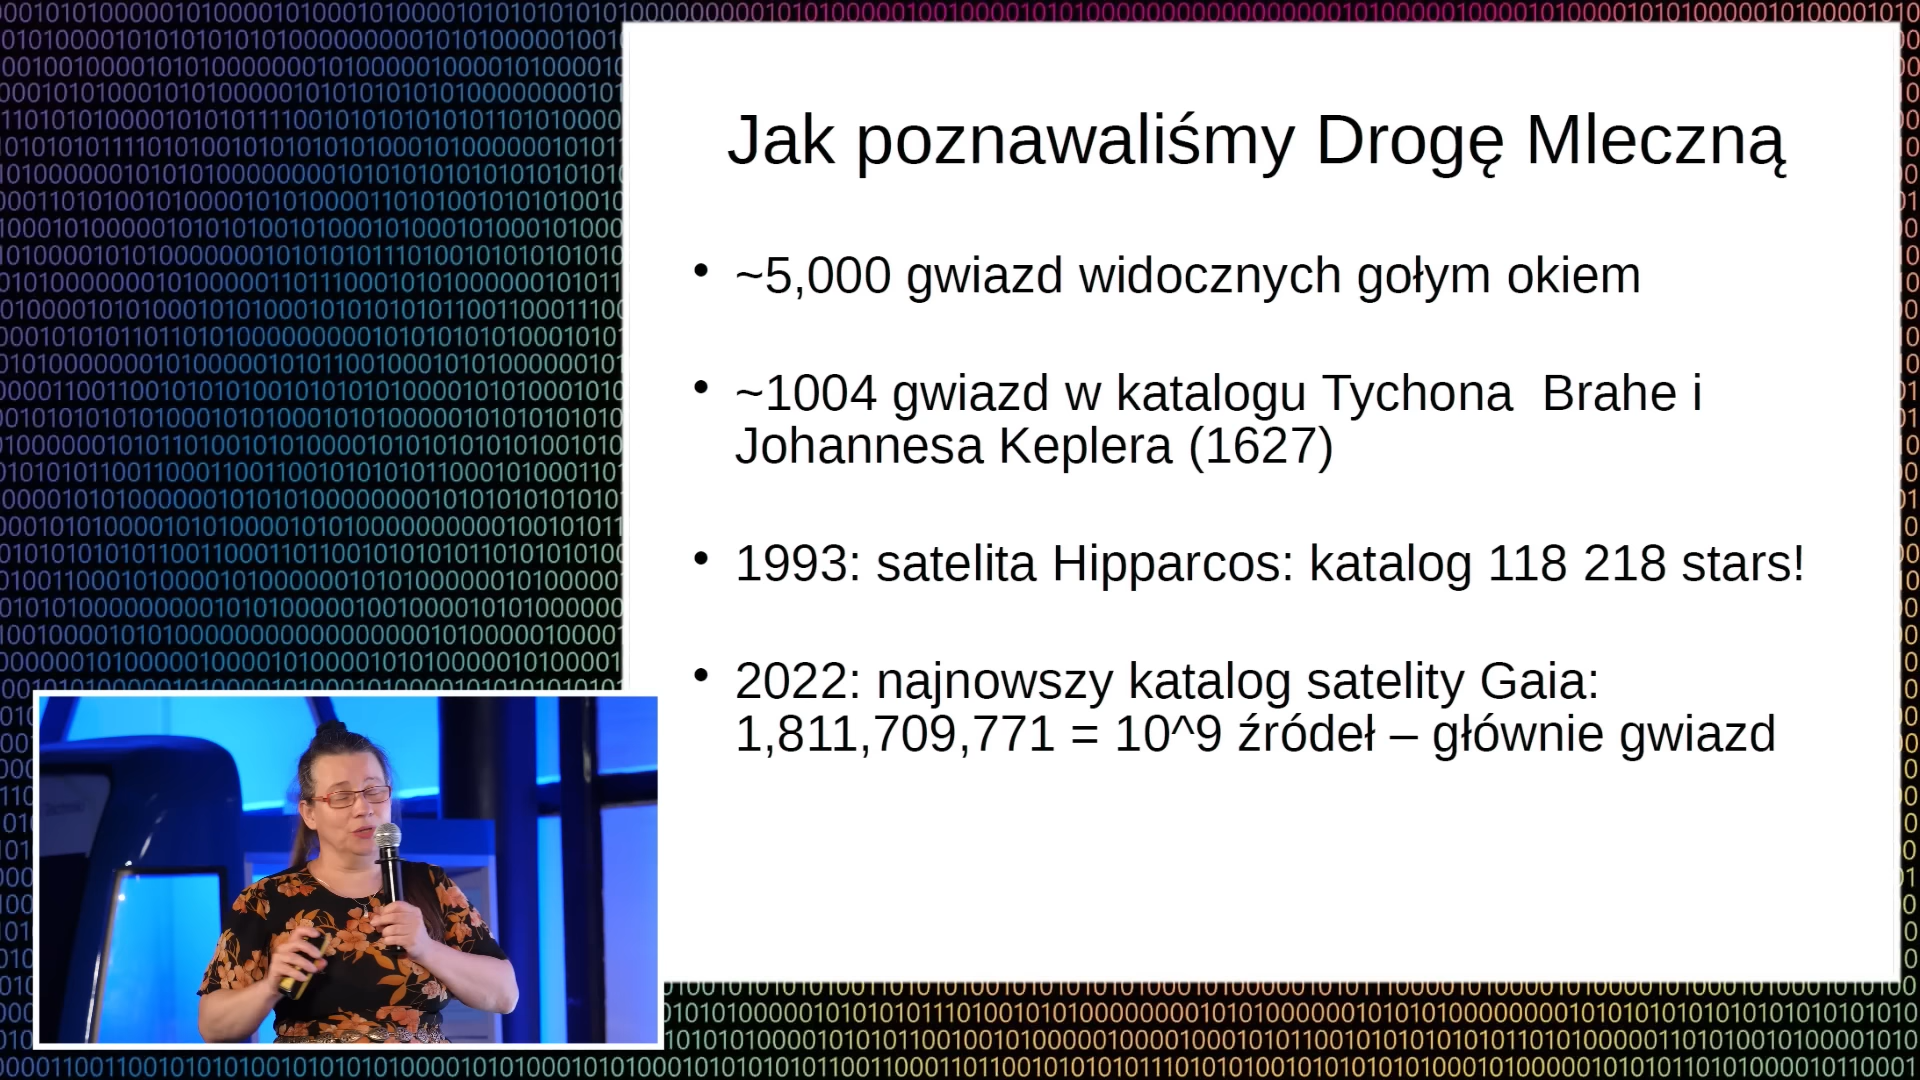 Jak poznawaliśmy Drogę Mleczną
• ~5,000 gwiazd widocznych gołym okiem
• ~1004 gwiazd w katalogu Tychona  Brahe i
Johannesa Keplera (1627)
• 1993: satelita Hipparcos: katalog 118 218 stars!
• 2022: najnowszy katalog satelity Gaia:
1,811,709,771 = 10^9 źródeł – głównie gwiazd